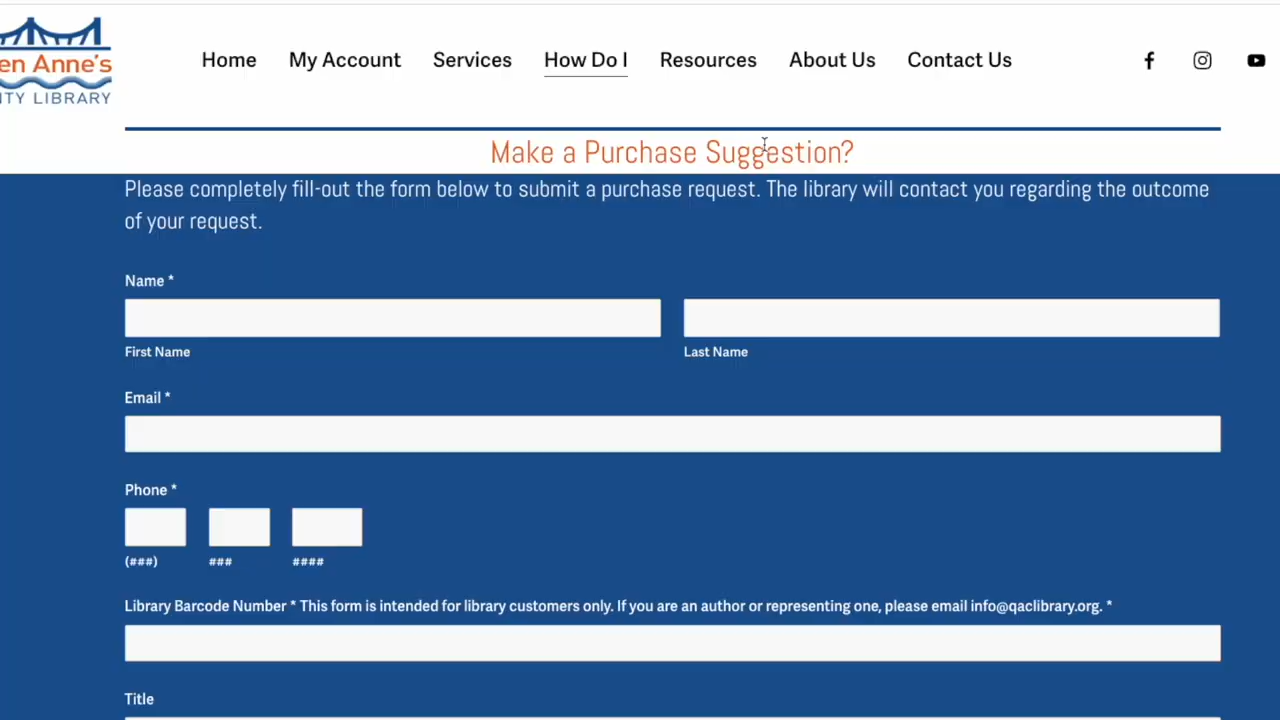 en Anne's
ITY LIBRARY
Home My Account Services How Do I Resources About Us Contact Us
Make a Purchase Suggestion?
Please completely fill-out the form below to submit a purchase request. The library will contact you regarding the outcome
of your request.
Name *
First Name Last Name
Email *
Phone *
(###) ### ####
Library Barcode Number * This form is intended for library customers only. If you are an author or representing one, please email info@qaclibrary.org. *
Title